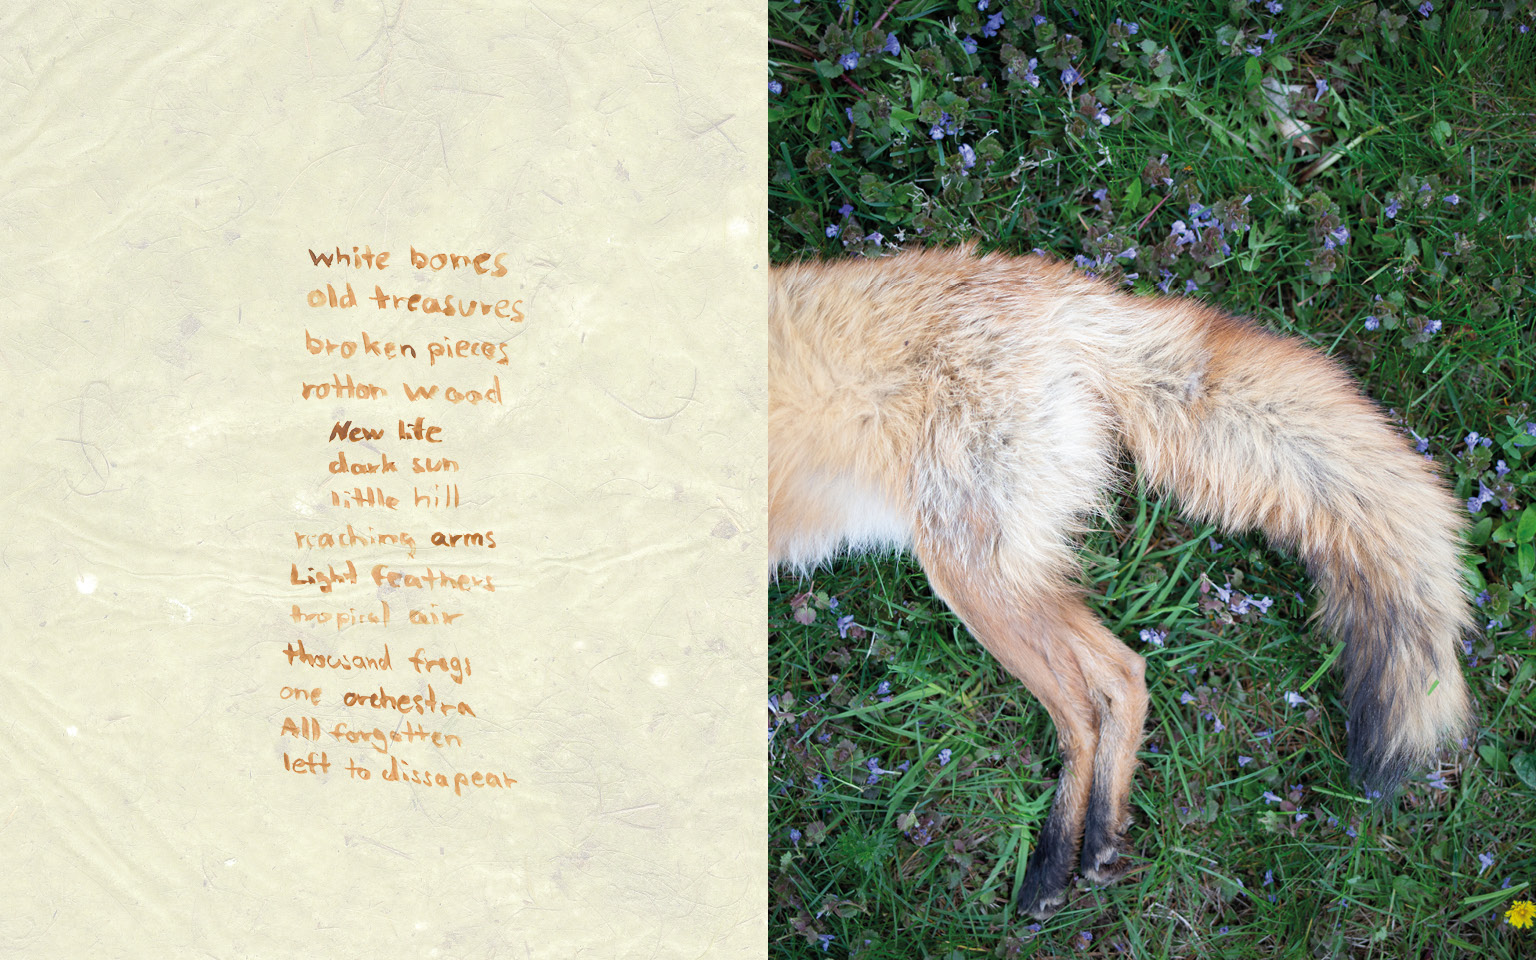 white bones
old treasures
broken pieces
rotton wood
New life
dark sun
little hill
reaching arms
Light feathers
tropical air
thousand frogs
one orchestra
All forgotten
left to dissapear